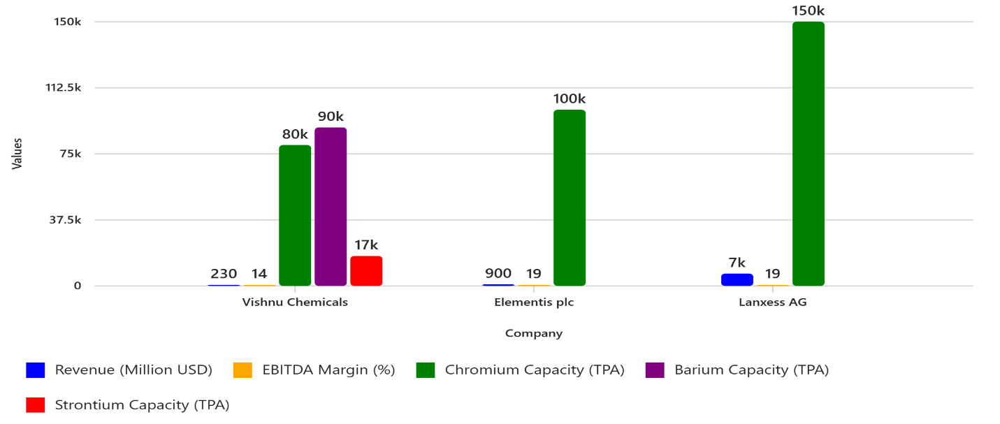 150k
150k
100k
112.5k
90k
80k
75k
Values
37.5k
17k
7k
230 14 900 19 19
0
Vishnu Chemicals Elementis plc Lanxess AG
Company
Revenue (Million USD) EBITDA Margin (%) Chromium Capacity (TPA) Barium Capacity (TPA)
Strontium Capacity (TPA)